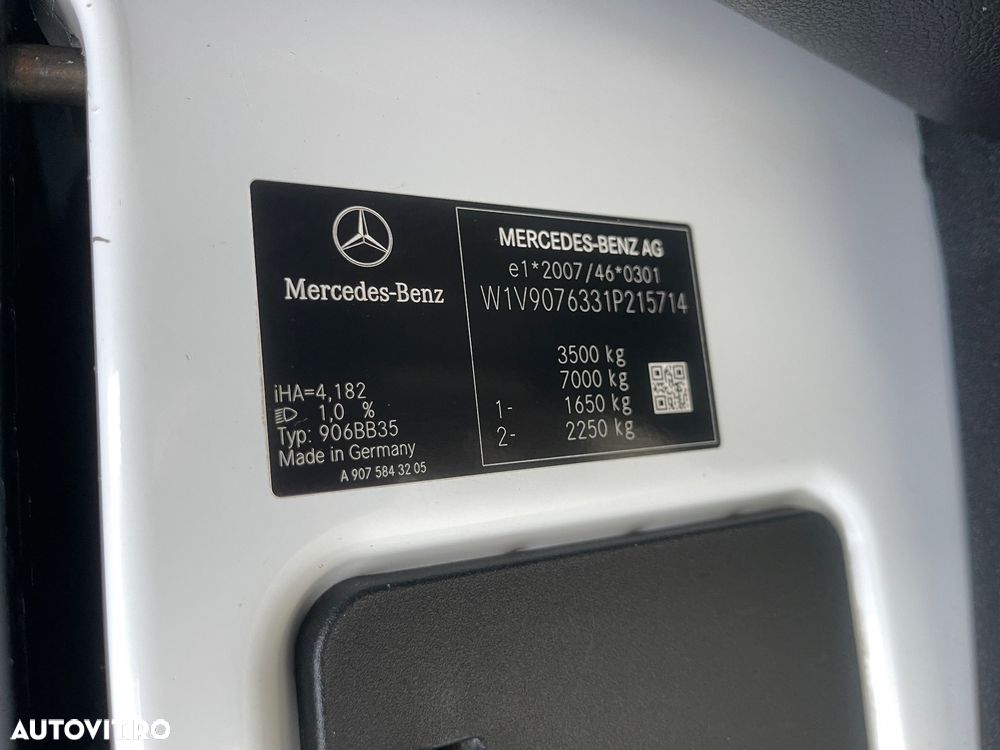 Mercedes-Benz
iHA=4,182
1,0 %
Typ: 906BB35
Made in Germany
A 907 584 32 05
MERCEDES-BENZ AG
e1*2007/46*0301
W1V9076331P215714
3500 kg
7000 kg
1- 1650 kg
2- 2250 kg
AUTOVIT.RO